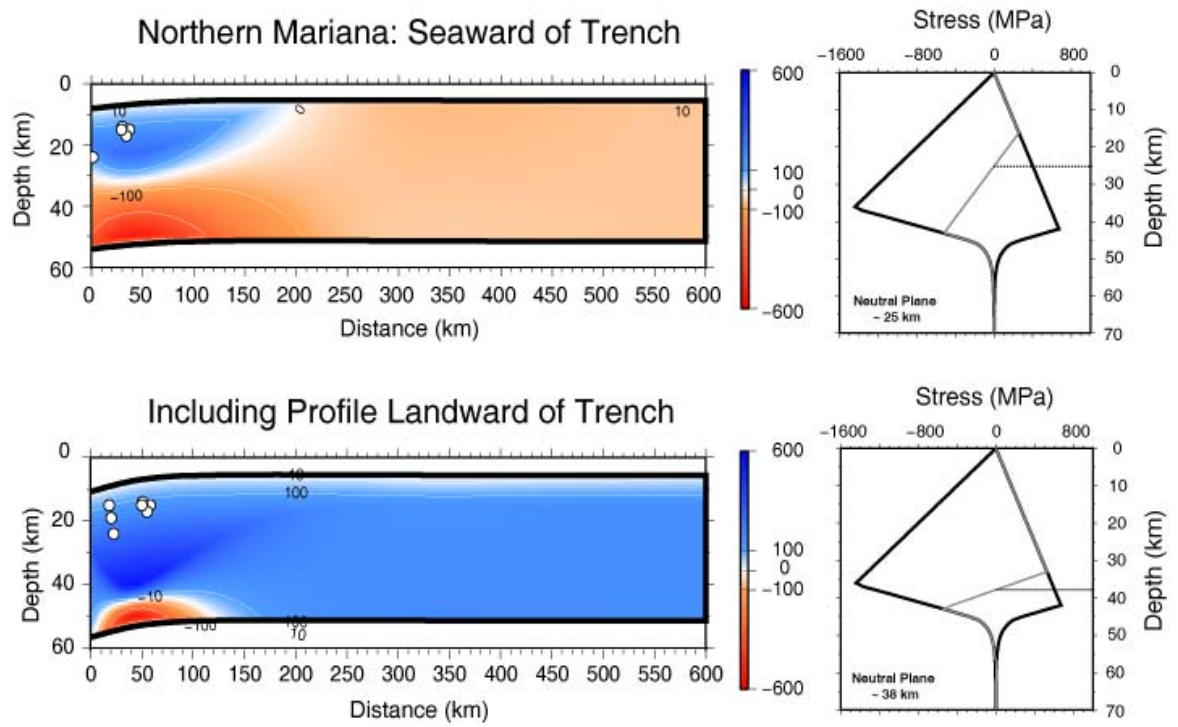 Northern Mariana: Seaward of Trench
Stress (MPa)
−1600 −800 0 800
0
20
40
60
Depth (km)
10
−100
10
0 50 100 150 200 250 300 350 400 450 500 550 600
Distance (km)
600
100
0
−100
−600
0
10
20
30
40
50
60
70
Depth (km)
Neutral Plane
~ 25 km
Including Profile Landward of Trench
Stress (MPa)
−1600 −800 0 800
0
20
40
60
Depth (km)
100
−10
−100
10
0 50 100 150 200 250 300 350 400 450 500 550 600
Distance (km)
600
100
0
−100
−600
0
10
20
30
40
50
60
70
Depth (km)
Neutral Plane
~ 38 km